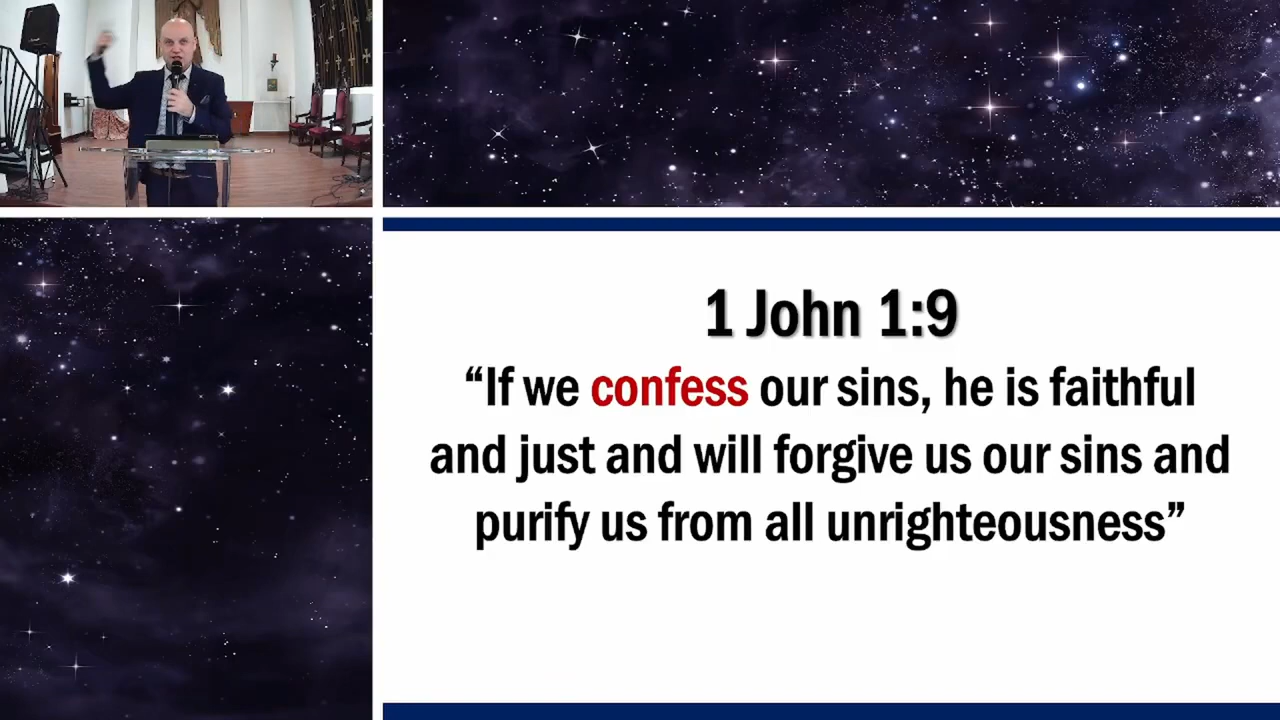 1 John 1:9
“If we confess our sins, he is faithful
and just and will forgive us our sins and
purify us from all unrighteousness”